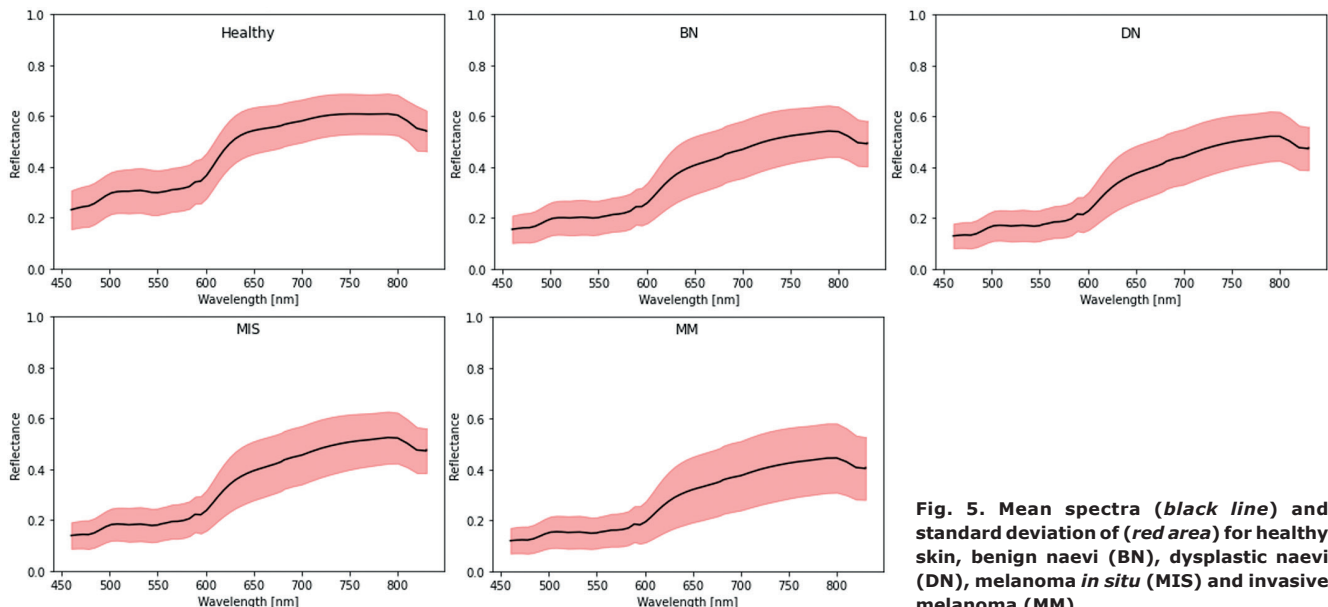 Healthy
1.0
0.8
0.6
0.4
0.2
0.0
Reflectance
450 500 550 600 650 700 750 800
Wavelength [nm]
BN
1.0
0.8
0.6
0.4
0.2
0.0
Reflectance
450 500 550 600 650 700 750 800
Wavelength [nm]
DN
1.0
0.8
0.6
0.4
0.2
0.0
Reflectance
450 500 550 600 650 700 750 800
Wavelength [nm]
MIS
1.0
0.8
0.6
0.4
0.2
0.0
Reflectance
450 500 550 600 650 700 750 800
Wavelength [nm]
MM
1.0
0.8
0.6
0.4
0.2
0.0
Reflectance
450 500 550 600 650 700 750 800
Wavelength [nm]
Fig. 5. Mean spectra (black line) and
standard deviation of (red area) for healthy
skin, benign naevi (BN), dysplastic naevi
(DN), melanoma in situ (MIS) and invasive
melanoma (MM)